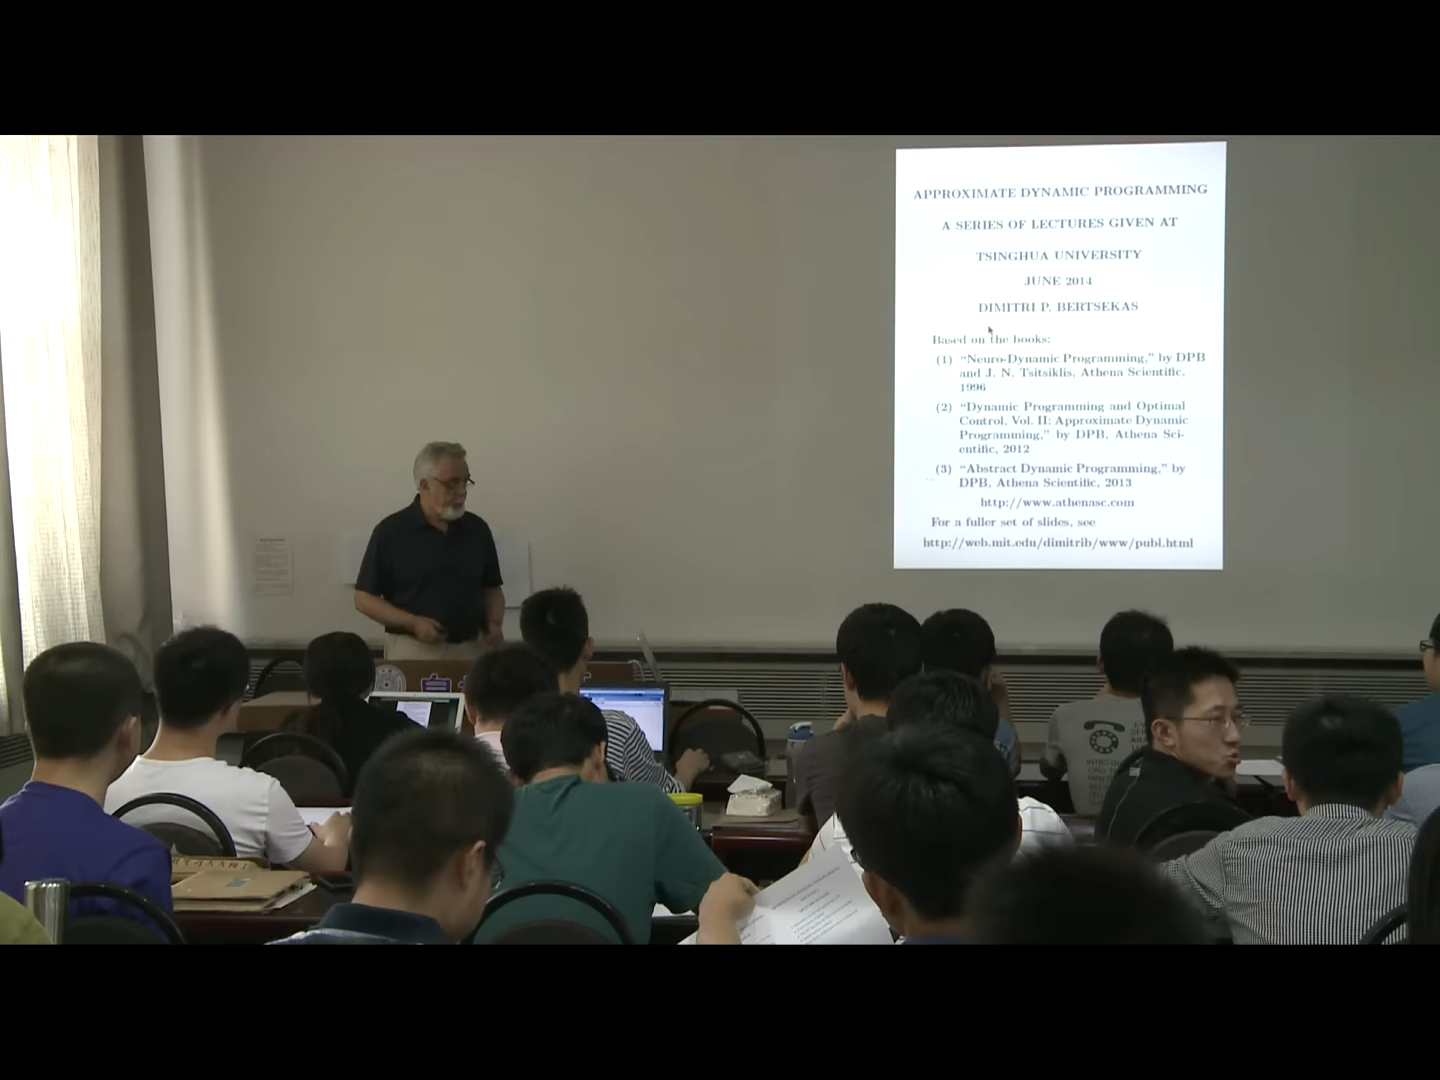 APPROXIMATE DYNAMIC PROGRAMMING
A SERIES OF LECTURES GIVEN AT
TSINGHUA UNIVERSITY
JUNE 2014
DIMITRI P. BERTSEKAS
Based on the books:
(1) "Neuro-Dynamic Programming," by DPB
and J. N. Tsitsiklis, Athena Scientific,
1996
(2) "Dynamic Programming and Optimal
Control, Vol. II: Approximate Dynamic
Programming," by DPB, Athena Sci-
entific, 2012
(3) "Abstract Dynamic Programming," by
DPB, Athena Scientific, 2013
http://www.athenasc.com
For a fuller set of slides, see
http://web.mit.edu/dimitrib/www/publ.html